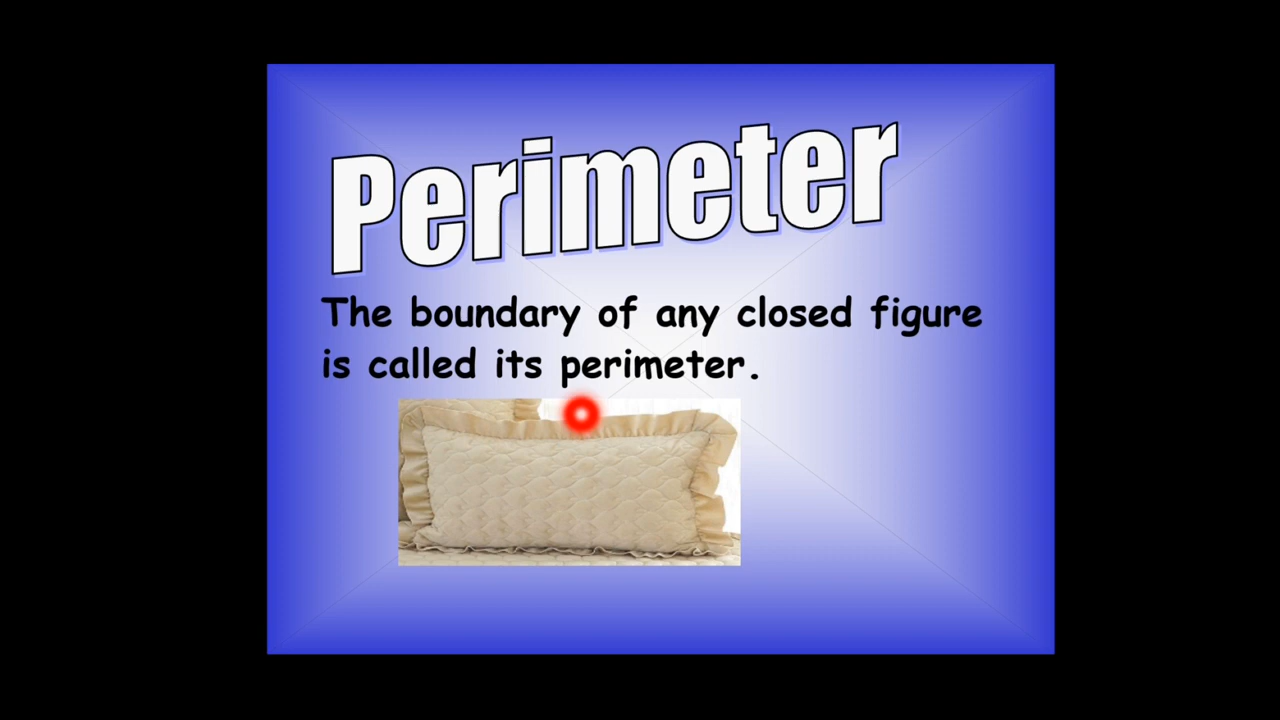 Perimeter
The boundary of any closed figure
is called its perimeter.